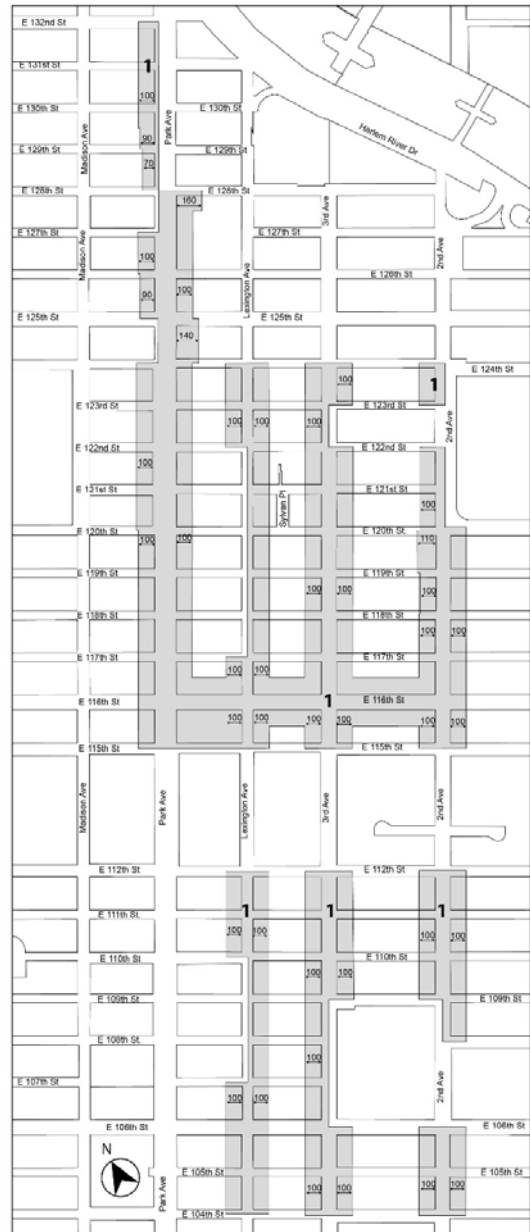 E 132nd St
E 131st St
1
100
E 130th St
E 130th St
Park Ave
Madison Ave
90
E 129th St
E 129th St
Harlem River Dr
70
E 128th St
E 128th St
160
3rd Ave
E 127th St
E 127th St
Madison Ave
100
Lexington Ave
2nd Ave
E 126th St
90
100
E 125th St
E 125th St
140
E 124th St
100
1
E 123rd St
E 123rd St
100
100
2nd Ave
E 122nd St
E 122nd St
100
E 121st St
E 121st St
Sylvan Pl
100
E 120th St
E 120th St.
100
100
110
E 119th St
E 119th St
100
100
100
E 118th St
E 118th St
100
100
E 117th St
E 117th St
100
100
E 116th St
1
E 116th St
100
100
100
100
100
100
E 115th St
E 115th St
Madison Ave
Park Ave
Lexington Ave
3rd Ave
2nd Ave
E 112th St
E 112th St
E 111th St.
1
1
1
100
100
100
100
E 110th St
E 110th St
100
100
E 109th St
E 109th St
E 108th St.
100
E 107th St
2nd Ave
100
100
E 106th St
E 106th St
N
E 105th St
E 105th St
Park Ave
100
100
100
100
E 104th St